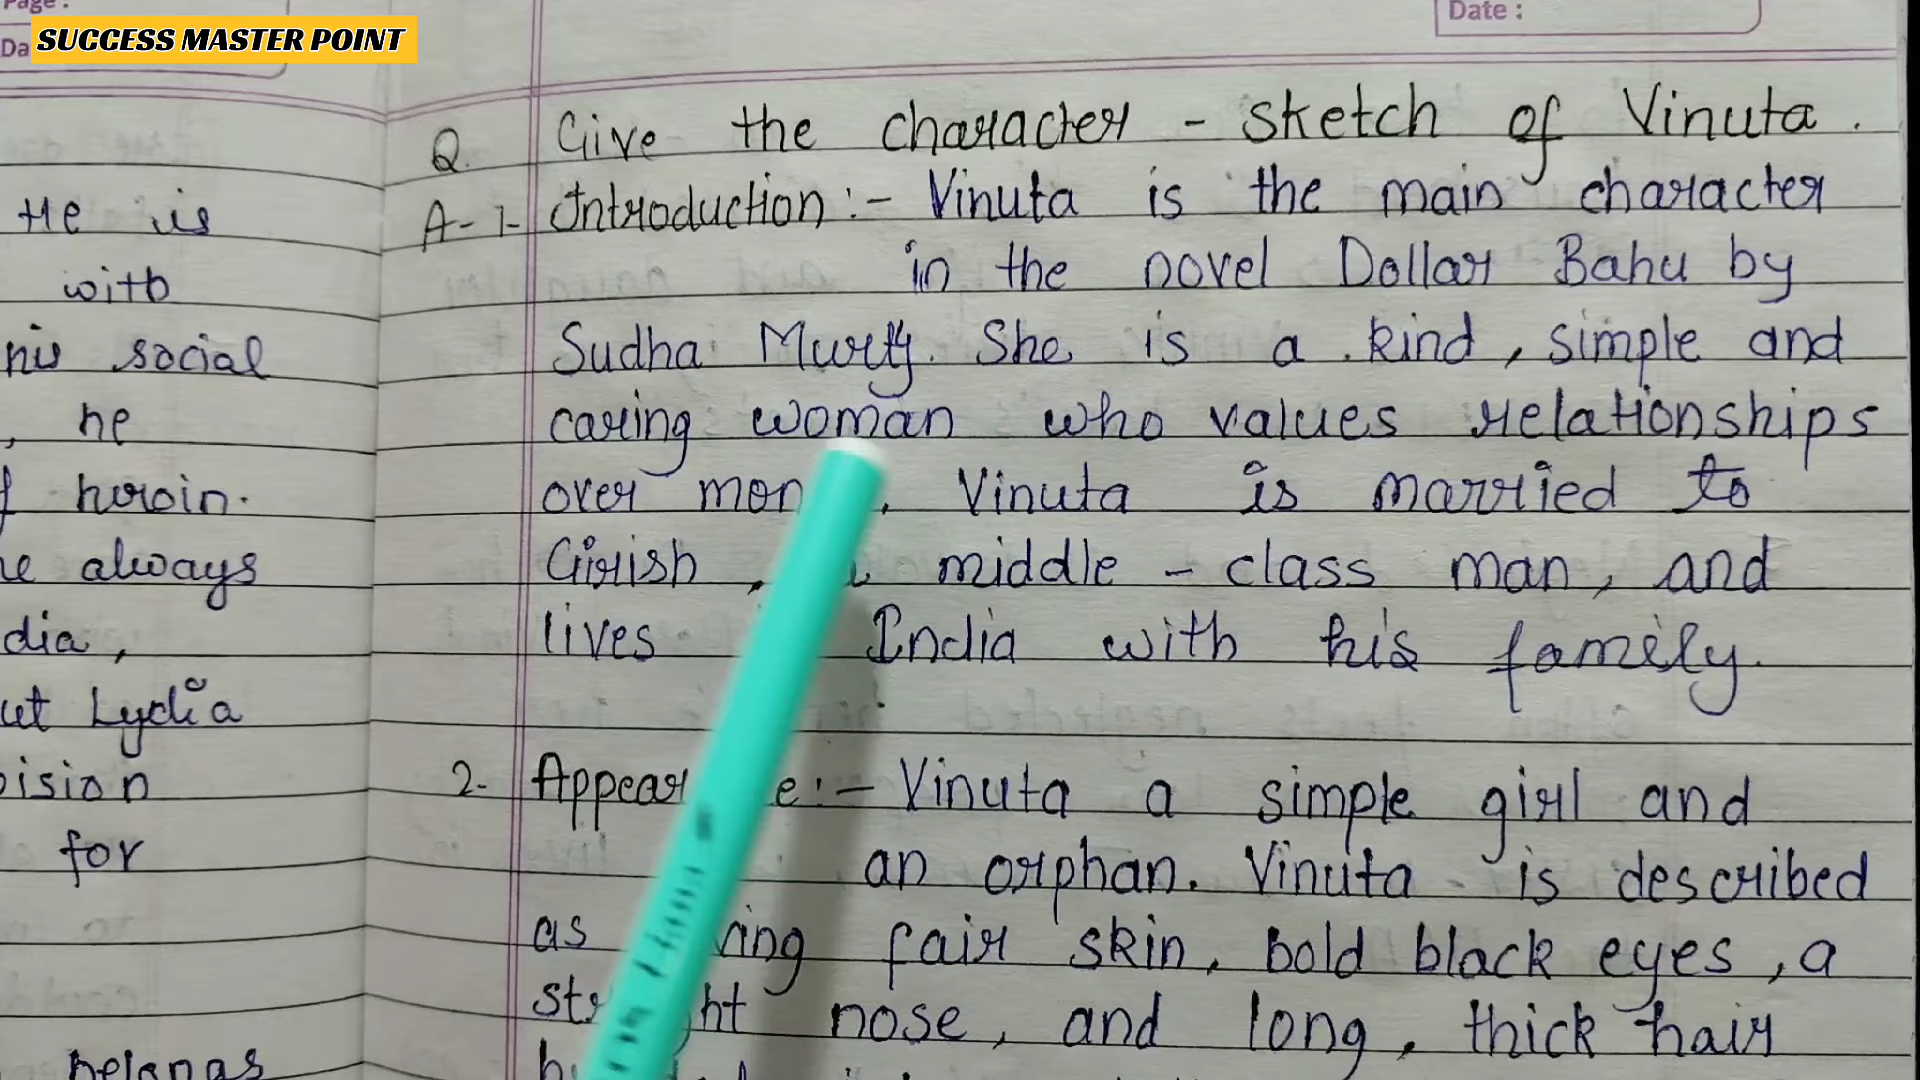 Page :
SUCCESS MASTER POINT
Da
Date :
He is
with
his social
, he
heroin.
always
dia,
Lydia
ision
for
belongs
Q. Give the character - sketch of Vinuta.
A-1- Introduction :- Vinuta is the main character
in the novel Dollar Bahu by
Sudha Murty. She is a kind, simple and
caring woman who values relationships
over mon . Vinuta is married to
Girish , middle - class man, and
lives India with his family.
2- Appear e :- Vinuta a simple girl and
an orphan. Vinuta is described
as ving fair skin, bold black eyes, a
st ht nose, and long, thick hair